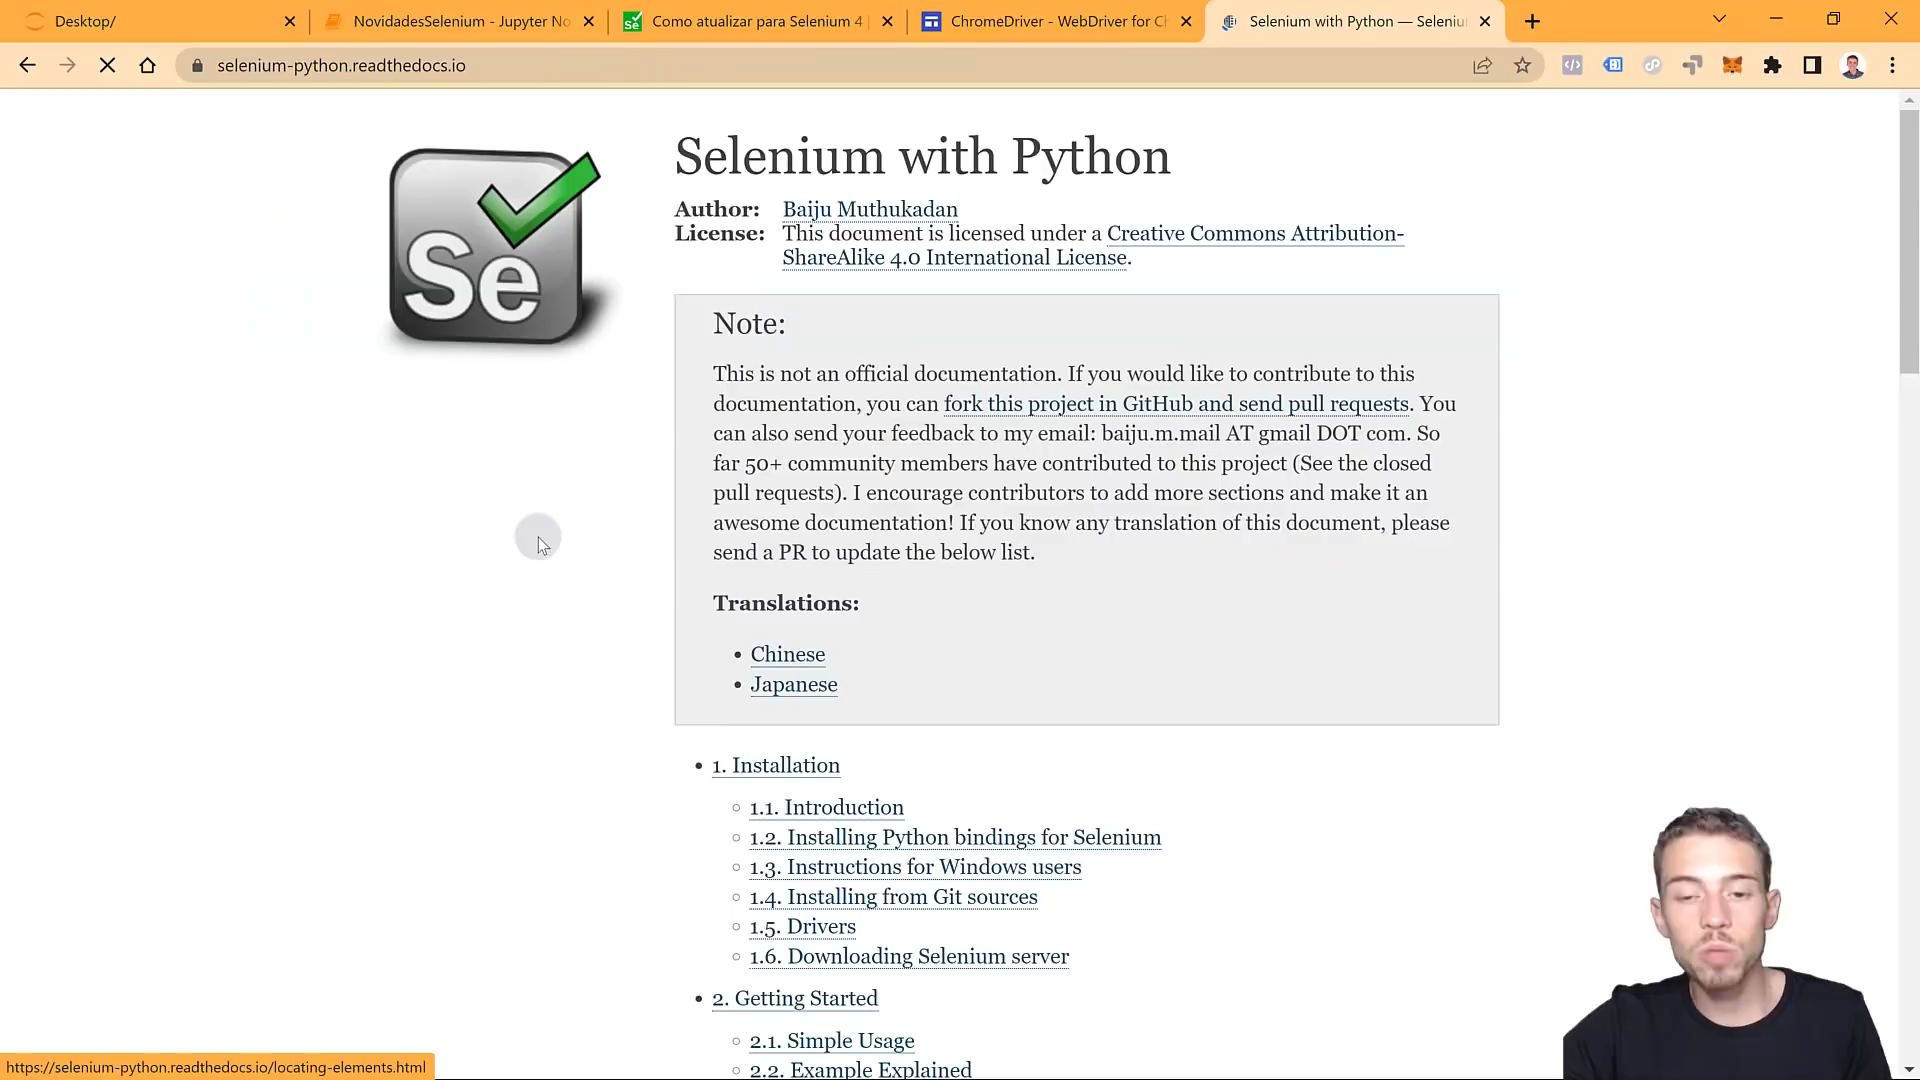 Desktop/
NovidadesSelenium - Jupyter No
Como atualizar para Selenium 4 |
ChromeDriver - WebDriver for Ch
Selenium with Python — Seleniu
selenium-python.readthedocs.io
Se
Selenium with Python
Author: Baiju Muthukadan
License: This document is licensed under a Creative Commons Attribution-
ShareAlike 4.0 International License.
Note:
This is not an official documentation. If you would like to contribute to this
documentation, you can fork this project in GitHub and send pull requests. You
can also send your feedback to my email: baiju.m.mail AT gmail DOT com. So
far 50+ community members have contributed to this project (See the closed
pull requests). I encourage contributors to add more sections and make it an
awesome documentation! If you know any translation of this document, please
send a PR to update the below list.
Translations:
• Chinese
• Japanese
• 1. Installation
◦ 1.1. Introduction
◦ 1.2. Installing Python bindings for Selenium
◦ 1.3. Instructions for Windows users
◦ 1.4. Installing from Git sources
◦ 1.5. Drivers
◦ 1.6. Downloading Selenium server
• 2. Getting Started
◦ 2.1. Simple Usage
◦ 2.2. Example Explained
https://selenium-python.readthedocs.io/locating-elements.html